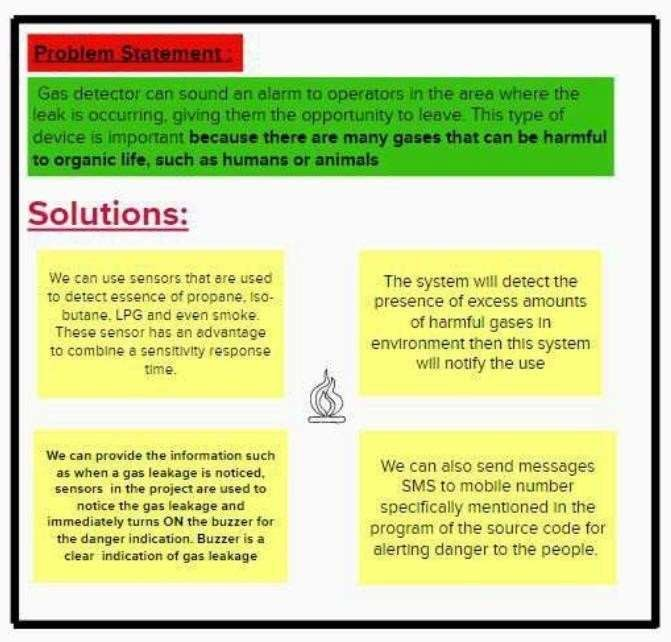 Problem Statement :
Gas detector can sound an alarm to operators in the area where the
leak is occurring, giving them the opportunity to leave. This type of
device is important because there are many gases that can be harmful
to organic life, such as humans or animals
Solutions:
We can use sensors that are used
to detect essence of propane, Iso-
butane, LPG and even smoke.
These sensor has an advantage
to combine a sensitivity response
time.
The system will detect the
presence of excess amounts
of harmful gases in
environment then this system
will notify the use
We can provide the information such
as when a gas leakage is noticed,
sensors in the project are used to
notice the gas leakage and
immediately turns ON the buzzer for
the danger indication. Buzzer is a
clear indication of gas leakage
We can also send messages
SMS to mobile number
specifically mentioned in the
program of the source code for
alerting danger to the people.